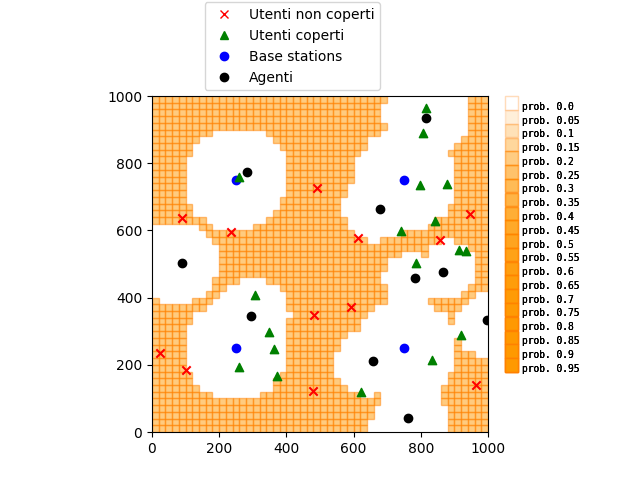 Utenti non coperti
Utenti coperti
Base stations
Agenti
1000
800
600
400
200
0
0 200 400 600 800 1000
prob. 0.0
prob. 0.05
prob. 0.1
prob. 0.15
prob. 0.2
prob. 0.25
prob. 0.3
prob. 0.35
prob. 0.4
prob. 0.45
prob. 0.5
prob. 0.55
prob. 0.6
prob. 0.65
prob. 0.7
prob. 0.75
prob. 0.8
prob. 0.85
prob. 0.9
prob. 0.95